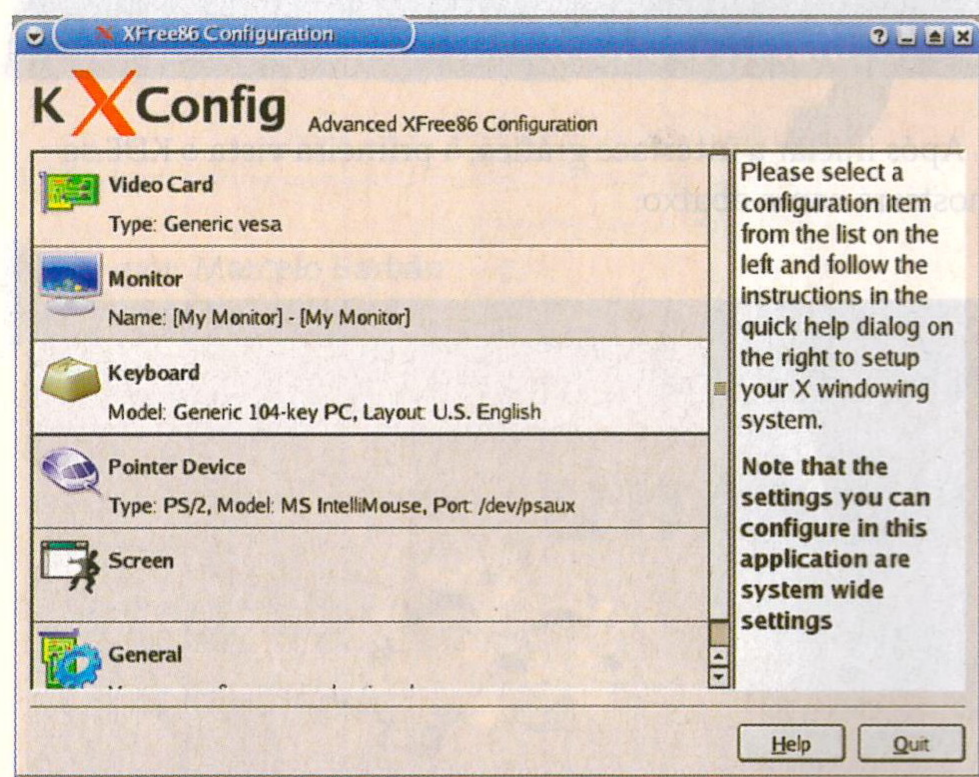 XFree86 Configuration
K XConfig
Advanced XFree86 Configuration
Video Card
Type: Generic vesa
Monitor
Name: [My Monitor] - [My Monitor]
Keyboard
Model: Generic 104-key PC, Layout: U.S. English
Pointer Device
Type: PS/2, Model: MS IntelliMouse, Port: /dev/psaux
Screen
General
Please select a
configuration item
from the list on the
left and follow the
instructions in the
quick help dialog on
the right to setup
your X windowing
system.
Note that the
settings you can
configure in this
application are
system wide
settings
Help
Quit